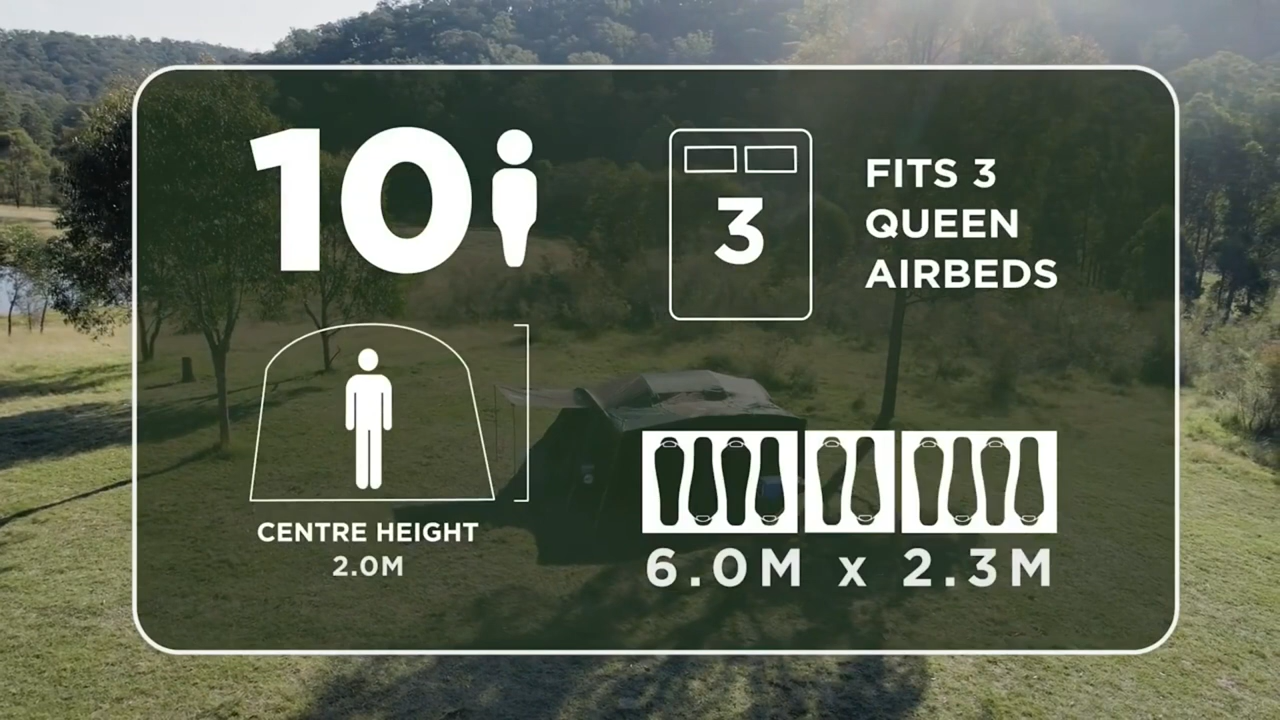 10
3
FITS 3
QUEEN
AIRBEDS
CENTRE HEIGHT
2.0M
6.0M x 2.3M